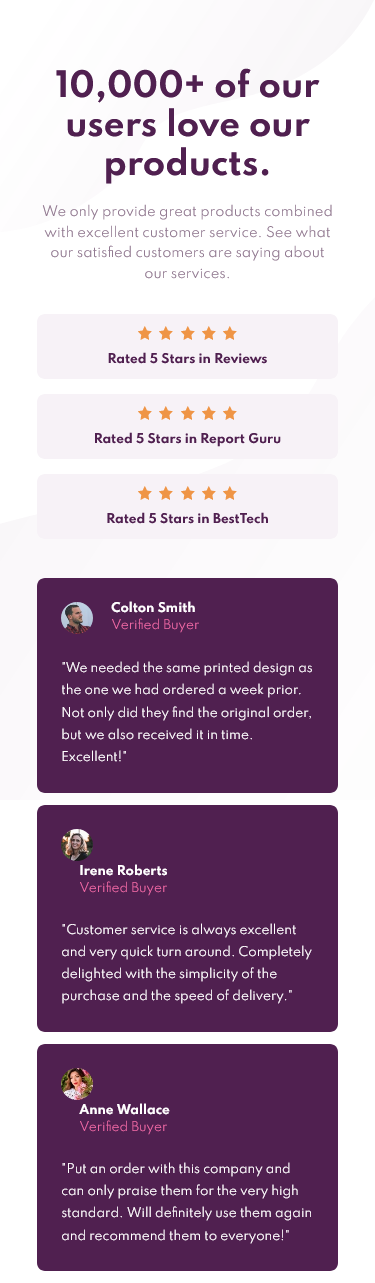 10,000+ of our
users love our
products.
We only provide great products combined
with excellent customer service. See what
our satisfied customers are saying about
our services.
Rated 5 Stars in Reviews
Rated 5 Stars in Report Guru
Rated 5 Stars in BestTech
Colton Smith
Verified Buyer
"We needed the same printed design as
the one we had ordered a week prior.
Not only did they find the original order,
but we also received it in time.
Excellent!"
Irene Roberts
Verified Buyer
"Customer service is always excellent
and very quick turn around. Completely
delighted with the simplicity of the
purchase and the speed of delivery."
Anne Wallace
Verified Buyer
"Put an order with this company and
can only praise them for the very high
standard. Will definitely use them again
and recommend them to everyone!"